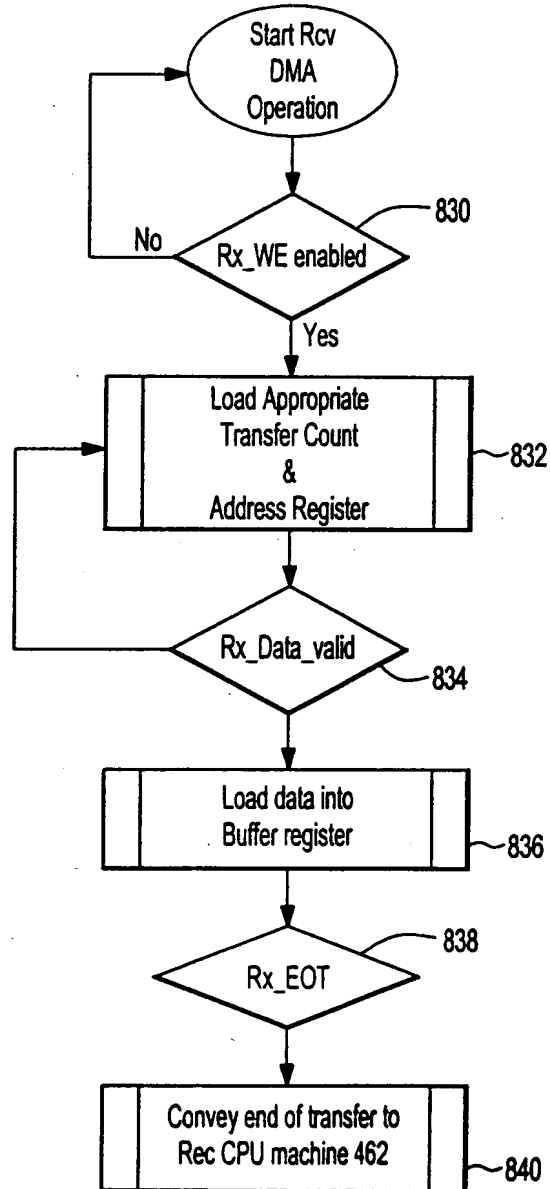 Start Rcv
DMA
Operation
830
No
Rx_WE enabled
Yes
Load Appropriate
Transfer Count
&
Address Register
832
Rx_Data_valid
834
Load data into
Buffer register
836
838
Rx_EOT
Convey end of transfer to
Rec CPU machine 462
840